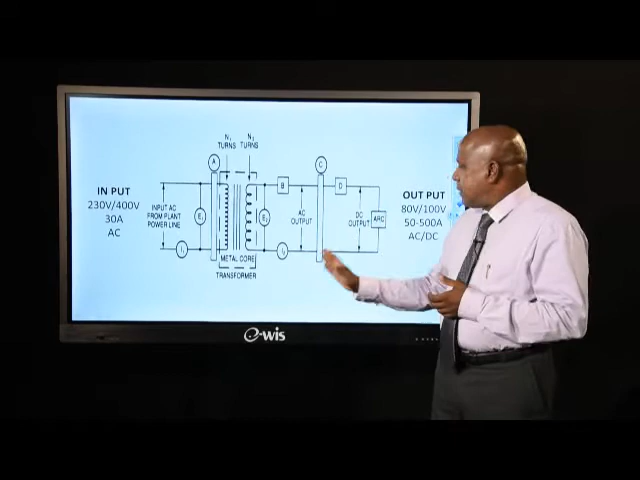 IN PUT
230V/400V
30A
AC
INPUT AC
FROM PLANT
POWER LINE
N₁
TURNS
N₂
TURNS
A
E₁
I₁
METAL CORE
TRANSFORMER
E₂
I₂
B
AC
OUTPUT
C
D
DC
OUTPUT
ARC
OUT PUT
80V/100V
50-500A
AC/DC
e-wis